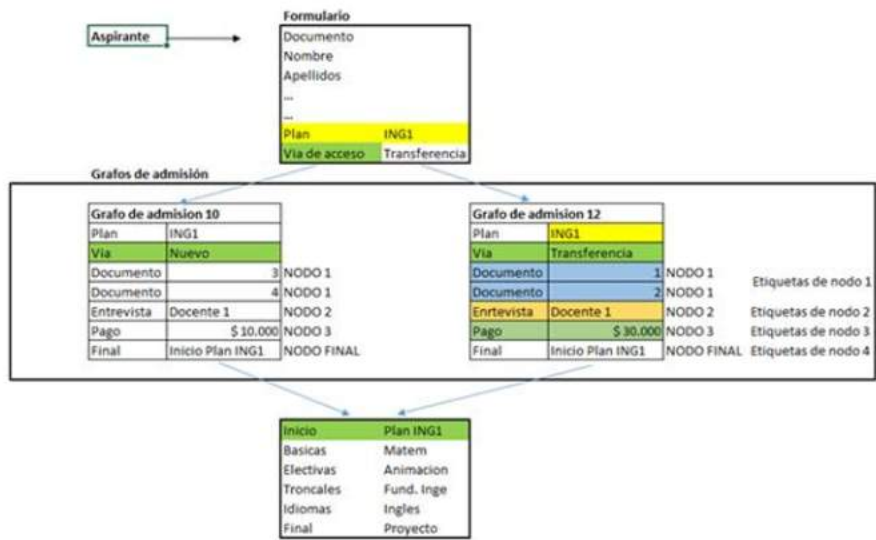 Formulario
Aspirante
Documento
Nombre
Apellidos
...
...
Plan ING1
Via de acceso Transferencia
Grafos de admisión
Grafo de admision 10
Plan ING1
Via Nuevo
Documento 3 NODO 1
Documento 4 NODO 1
Entrevista Docente 1 NODO 2
Pago $ 10.000 NODO 3
Final Inicio Plan ING1 NODO FINAL
Grafo de admision 12
Plan ING1
Via Transferencia
Documento 1 NODO 1
Etiquetas de nodo 1
Documento 2 NODO 1
Enrtevista Docente 1 NODO 2 Etiquetas de nodo 2
Pago $ 30.000 NODO 3 Etiquetas de nodo 3
Final Inicio Plan ING1 NODO FINAL Etiquetas de nodo 4
Inicio Plan ING1
Basicas Matem
Electivas Animacion
Troncales Fund. Inge
Idiomas Ingles
Final Proyecto